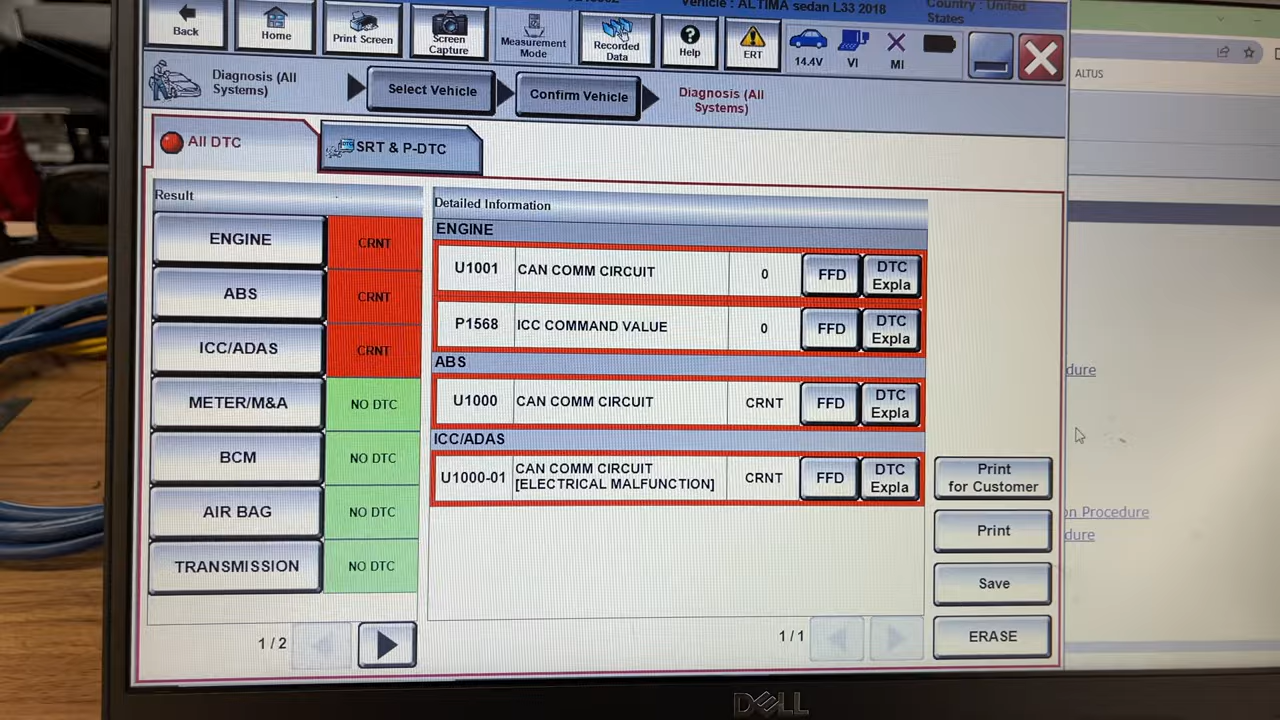 Vehicle : ALTIMA sedan L33 2018
Country : United
States
Back
Home
Print Screen
Screen
Capture
Measurement
Mode
Recorded
Data
Help
ERT
14.4V
VI
MI
ALTUS
Diagnosis (All
Systems)
Select Vehicle
Confirm Vehicle
Diagnosis (All
Systems)
All DTC
SRT & P-DTC
Result
Detailed Information
ENGINE CRNT
ABS CRNT
ICC/ADAS CRNT
METER/M&A NO DTC
BCM NO DTC
AIR BAG NO DTC
TRANSMISSION NO DTC
1 / 2
ENGINE
U1001 CAN COMM CIRCUIT 0 FFD DTC
Expla
P1568 ICC COMMAND VALUE 0 FFD DTC
Expla
ABS
U1000 CAN COMM CIRCUIT CRNT FFD DTC
Expla
ICC/ADAS
U1000-01 CAN COMM CIRCUIT
[ELECTRICAL MALFUNCTION] CRNT FFD DTC
Expla
1 / 1
Print
for Customer
Print
Save
ERASE
dure
on Procedure
dure
DELL